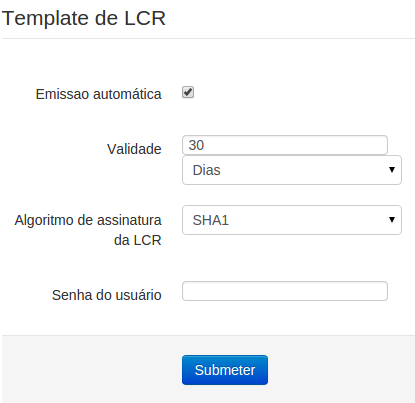 Template de LCR
Emissao automática
Validade
30
Dias
Algoritmo de assinatura
da LCR
SHA1
Senha do usuário
Submeter